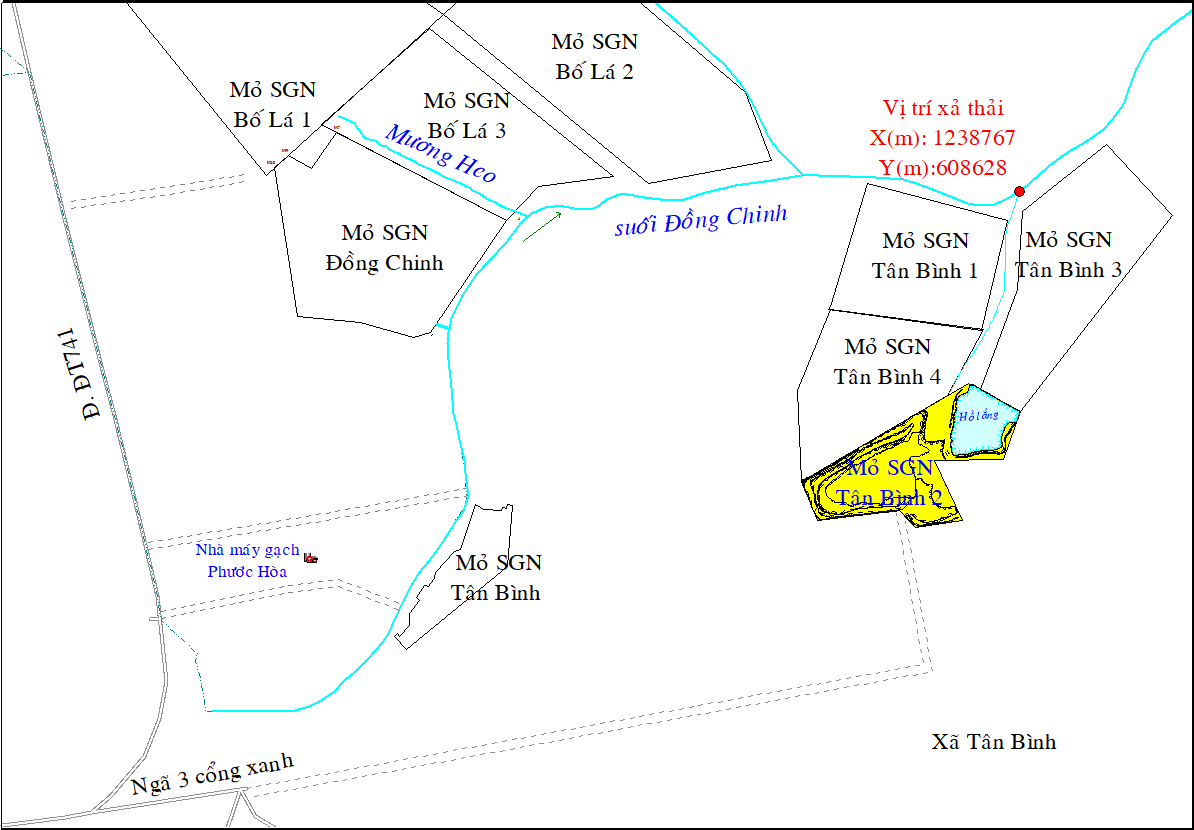 Mỏ SGN
Bố Lá 2
Mỏ SGN
Bố Lá 1
Mỏ SGN
Bố Lá 3
Vị trí xả thải
X(m): 1238767
Y(m):608628
Mương Heo
suối Đồng Chinh
Mỏ SGN
Đồng Chinh
Mỏ SGN
Tân Bình 1
Mỏ SGN
Tân Bình 3
Mỏ SGN
Tân Bình 4
Đ. ĐT741
Hồ lắng
Mỏ SGN
Tân Bình 2
Nhà máy gạch
Phước Hòa
Mỏ SGN
Tân Bình
Xã Tân Bình
Ngã 3 cổng xanh